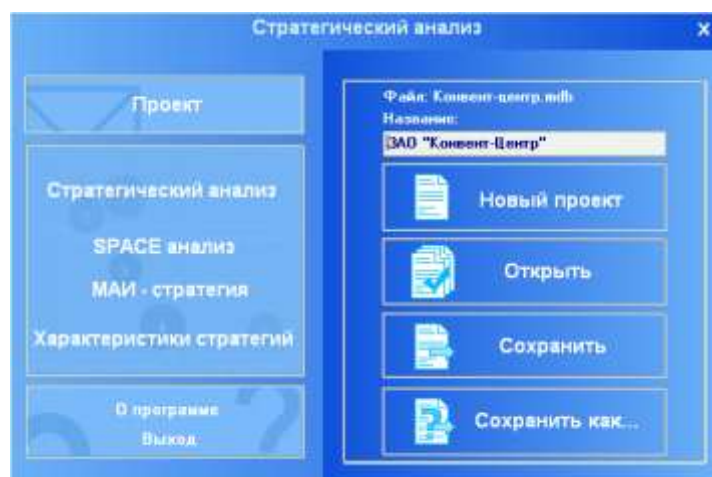 Стратегический анализ x
Проект
Стратегический анализ
SPACE анализ
МАИ - стратегия
Характеристики стратегий
О программе
Выход
Файл: Конвент-центр.mdb
Название:
ЗАО "Конвент-Центр"
Новый проект
Открыть
Сохранить
Сохранить как...